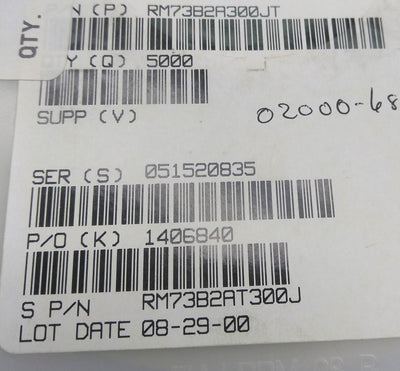 QTY.
N (P) RM73B2A300JT
(Q) 5000
SUPP (V)
02000-68
SER (S) 051520835
P/O (K) 1406840
S P/N RM73B2AT300J
LOT DATE 08-29-00